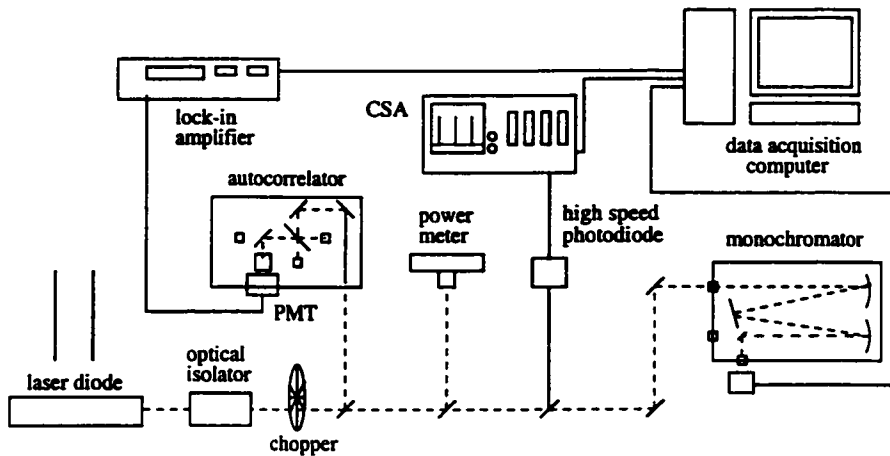 lock-in
amplifier
CSA
data acquisition
computer
autocorrelator
power
meter
high speed
photodiode
monochromator
PMT
optical
isolator
laser diode
chopper